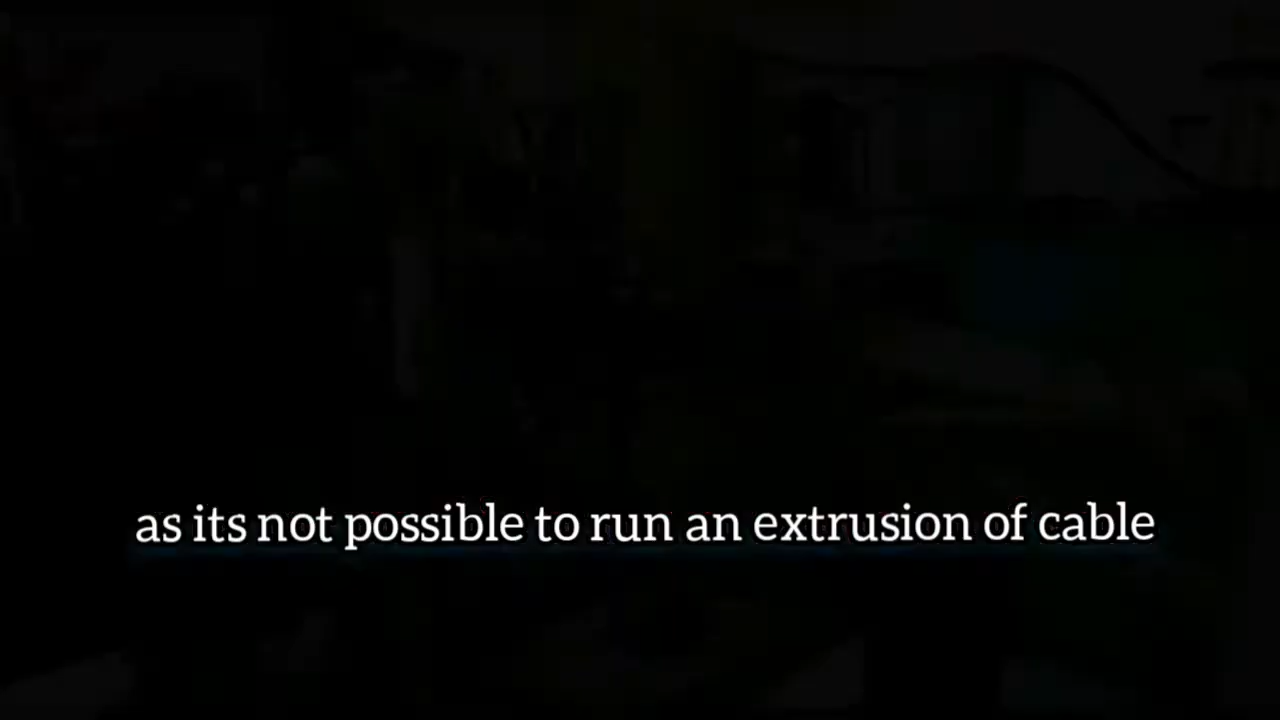 as its not possible to run an extrusion of cable